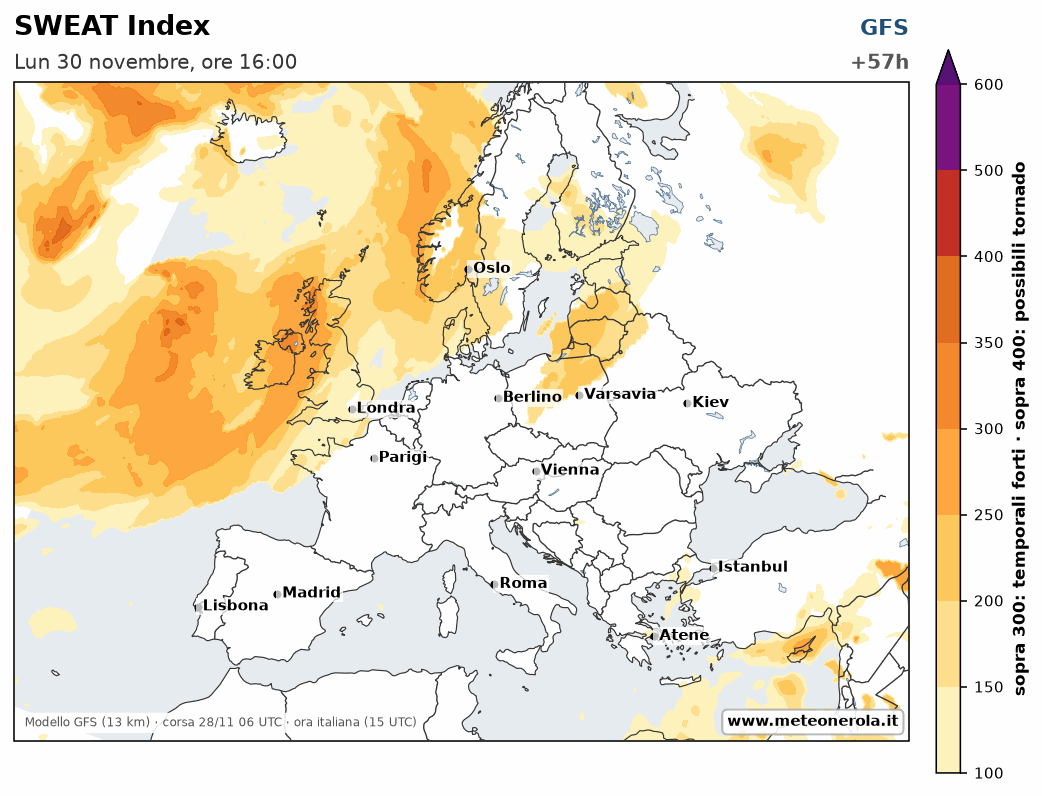 SWEAT Index
GFS
Lun 30 novembre, ore 16:00
+57h
600
500
400
350
300
250
200
150
100
sopra 300: temporali forti · sopra 400: possibili tornado
Oslo
Berlino
Varsavia
Kiev
Londra
Parigi
Vienna
Istanbul
Roma
Madrid
Lisbona
Atene
Modello GFS (13 km) · corsa 28/11 06 UTC · ora italiana (15 UTC)
www.meteonerola.it